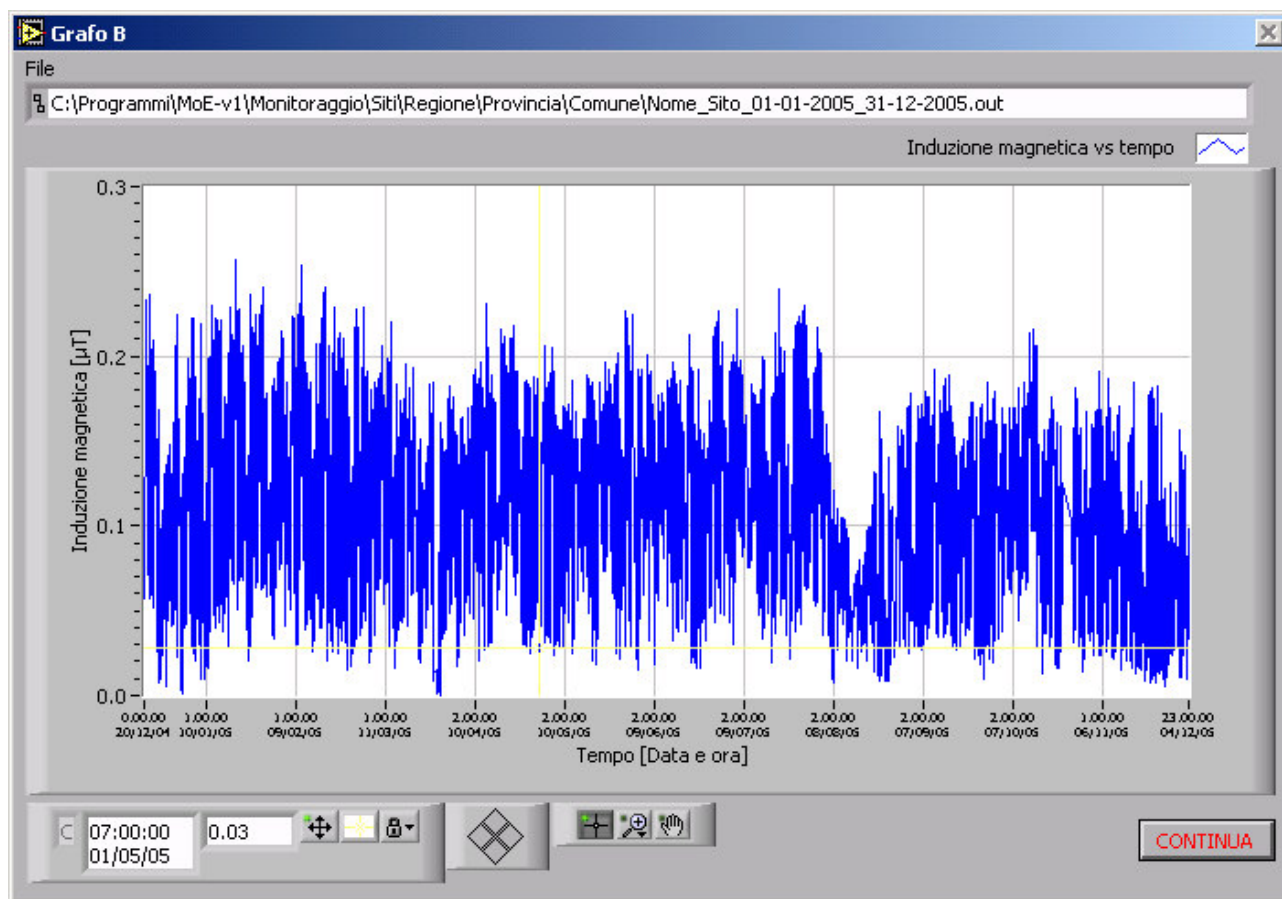 Grafo B
File
C:\Programmi\MoE-v1\Monitoraggio\Siti\Regione\Provincia\Comune\Nome_Sito_01-01-2005_31-12-2005.out
Induzione magnetica vs tempo
0.3
0.2
0.1
0.0
Induzione magnetica [µT]
0.00.00 1.00.00 1.00.00 1.00.00 2.00.00 2.00.00 2.00.00 2.00.00 2.00.00 2.00.00 2.00.00 1.00.00 23.00.00
20/12/04 10/01/05 09/02/05 11/03/05 10/04/05 10/05/05 09/06/05 09/07/05 08/08/05 07/09/05 07/10/05 06/11/05 04/12/05
Tempo [Data e ora]
C
07:00:00
01/05/05
0.03
CONTINUA